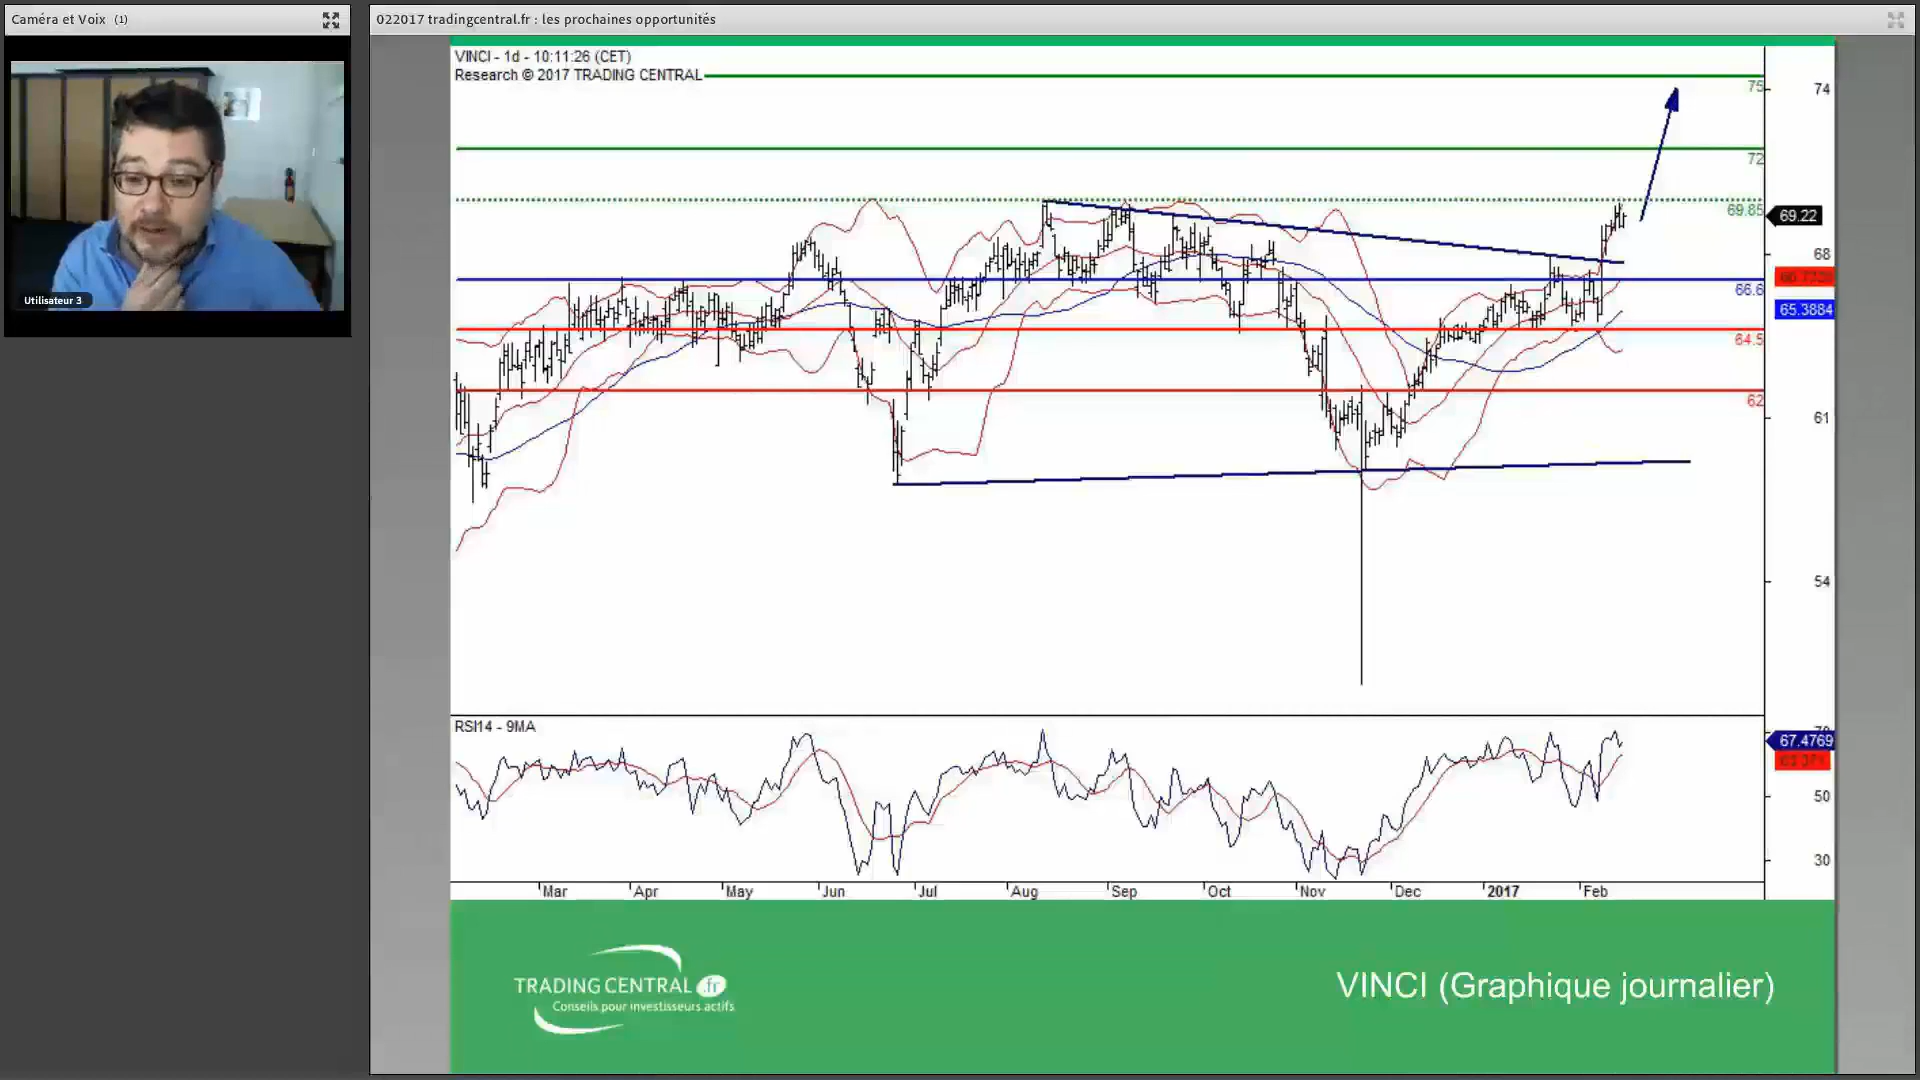 Caméra et Voix (1)
Utilisateur 3
022017 tradingcentral.fr : les prochaines opportunités
VINCI - 1d - 10:11:26 (CET)
Research © 2017 TRADING CENTRAL
75
74
72
69.85
69.22
68
66.6
65.3884
64.5
62
61
54
RSI14 - 9MA
67.4769
50
30
Mar Apr May Jun Jul Aug Sep Oct Nov Dec 2017 Feb
TRADING CENTRAL .fr
Conseils pour investisseurs actifs
VINCI (Graphique journalier)